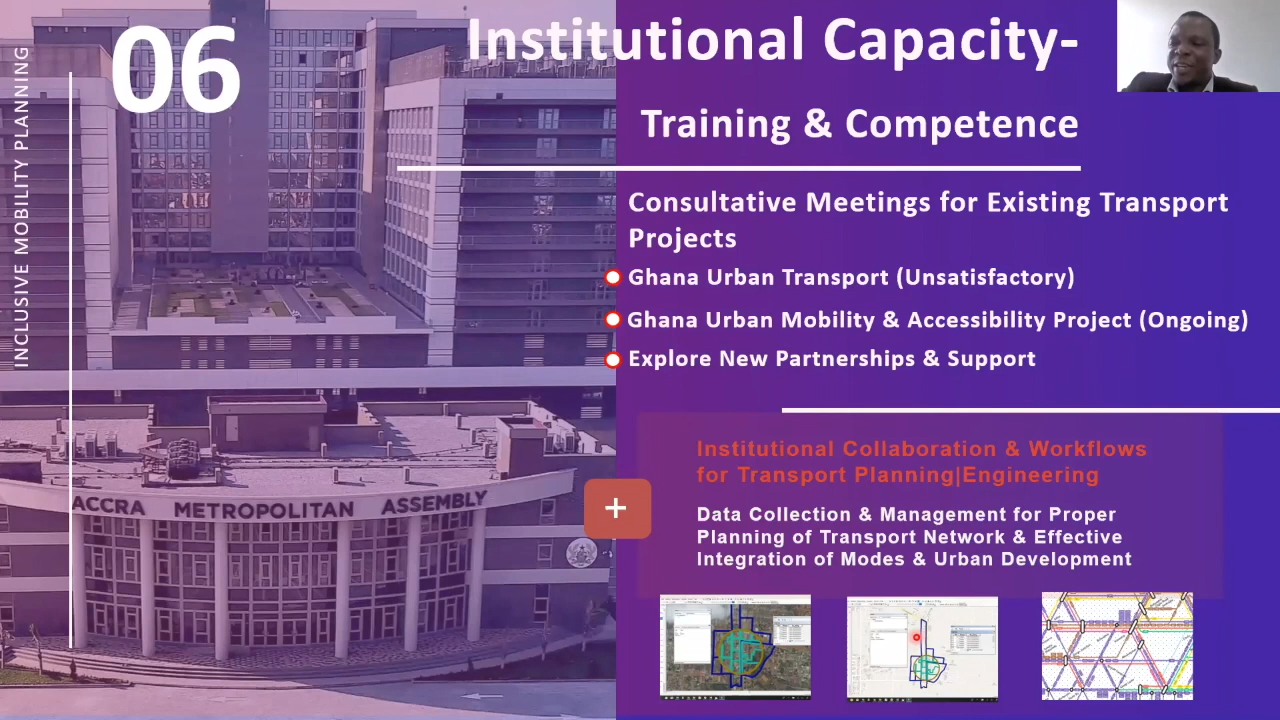 INCLUSIVE MOBILITY PLANNING
06
Institutional Capacity-
Training & Competence
Consultative Meetings for Existing Transport
Projects
Ghana Urban Transport (Unsatisfactory)
Ghana Urban Mobility & Accessibility Project (Ongoing)
Explore New Partnerships & Support
Institutional Collaboration & Workflows
for Transport Planning|Engineering
+
Data Collection & Management for Proper
Planning of Transport Network & Effective
Integration of Modes & Urban Development
ACCRA METROPOLITAN ASSEMBLY